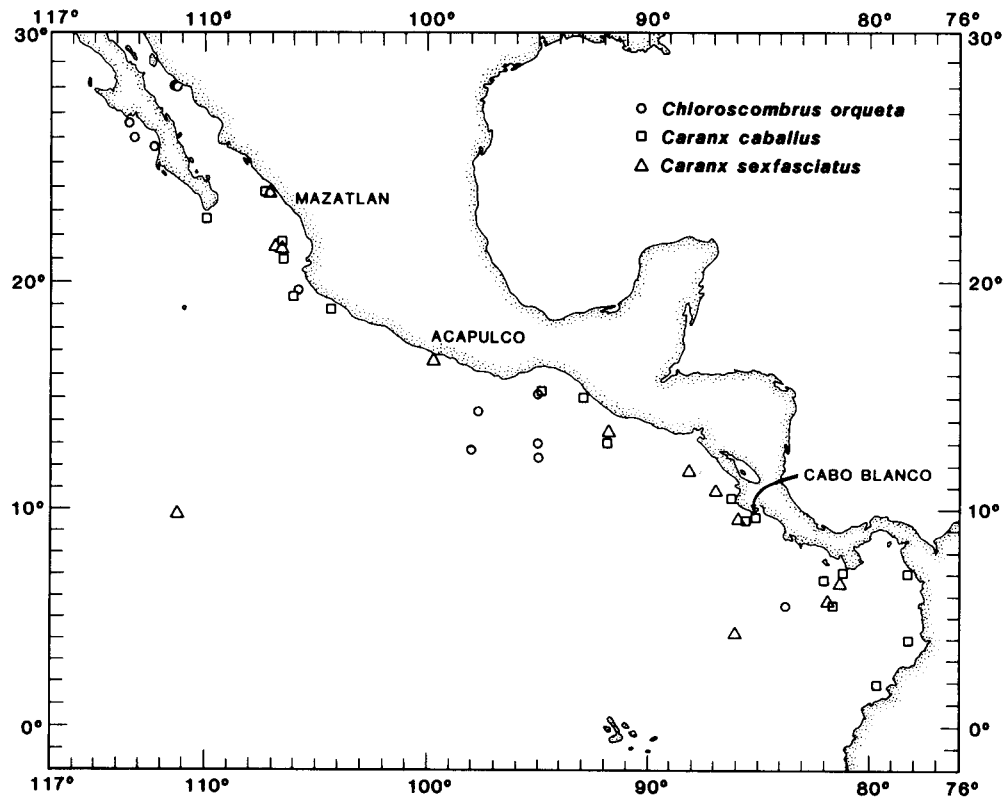 117° 110° 100° 90° 80° 76°
30° 30°
Chloroscombrus orqueta
Caranx caballus
Caranx sexfasciatus
MAZATLAN
20° 20°
ACAPULCO
CABO BLANCO
10° 10°
0° 0°
117° 110° 100° 90° 80° 76°